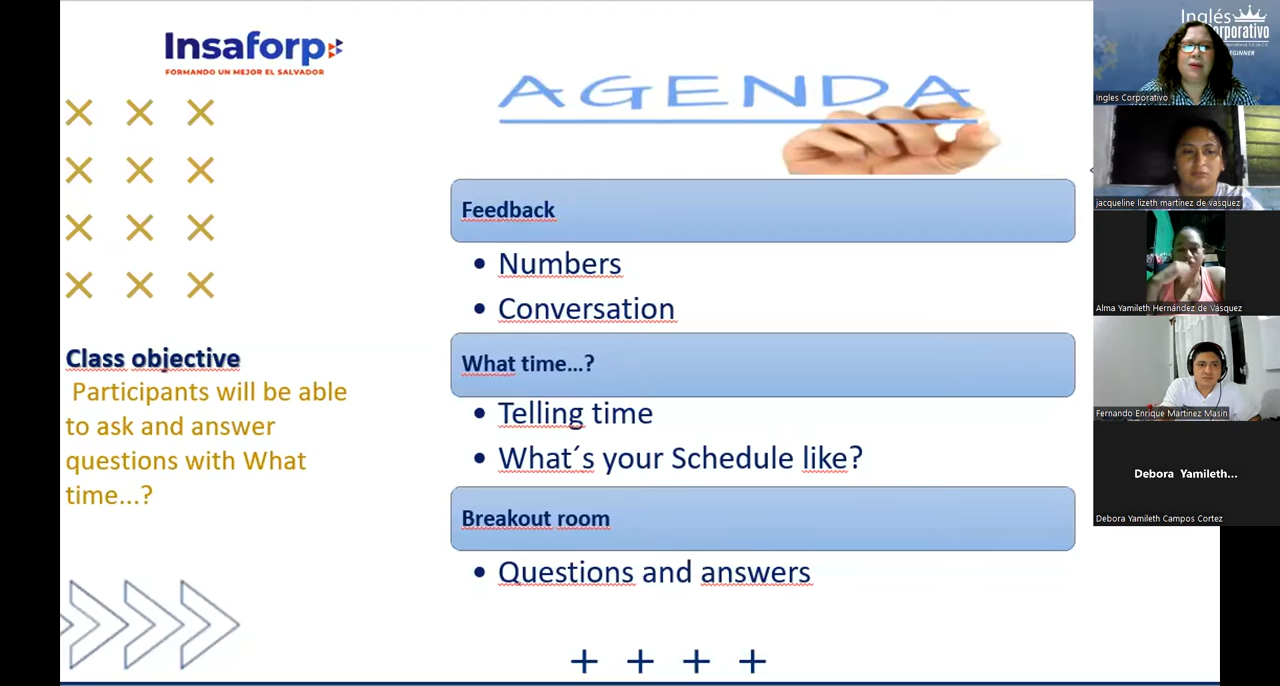 Insaforp
FORMANDO UN MEJOR EL SALVADOR
AGENDA
Feedback
• Numbers
• Conversation
What time...?
• Telling time
• What´s your Schedule like?
Breakout room
• Questions and answers
Class objective
Participants will be able
to ask and answer
questions with What
time...?
Inglés
orporativo
Ingles Corporativo
jacqueline lizeth martinez de vasquez
Alma Yamileth Hernández de Vásquez
Fernando Enrique Martinez Masin
Debora Yamileth...
Debora Yamileth Campos Cortez